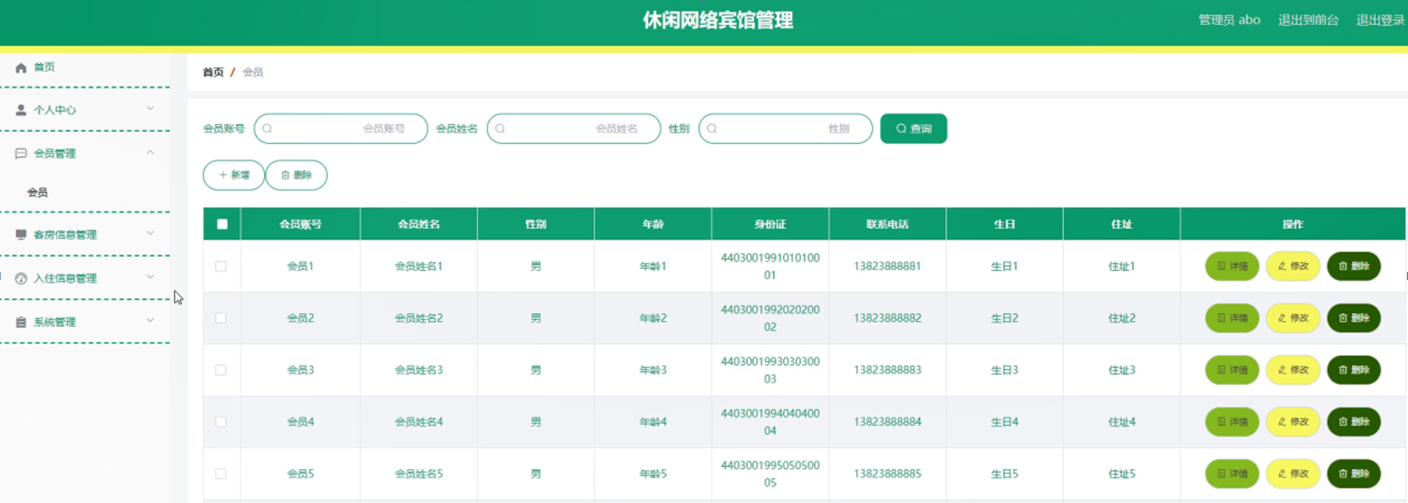 休闲网络宾馆管理
管理员 abo 退出到前台 退出登录
首页
个人中心
会员管理
会员
客房信息管理
入住信息管理
系统管理
首页 / 会员
会员账号 会员账号 会员姓名 会员姓名 性别 性别 查询
新增 删除
会员账号 会员姓名 性别 年龄 身份证 联系电话 生日 住址 操作
会员1 会员姓名1 男 年龄1 4403001991010100
01 13823888881 生日1 住址1 详情 修改 删除
会员2 会员姓名2 男 年龄2 4403001992020200
02 13823888882 生日2 住址2 详情 修改 删除
会员3 会员姓名3 男 年龄3 4403001993030300
03 13823888883 生日3 住址3 详情 修改 删除
会员4 会员姓名4 男 年龄4 4403001994040400
04 13823888884 生日4 住址4 详情 修改 删除
会员5 会员姓名5 男 年龄5 4403001995050500
05 13823888885 生日5 住址5 详情 修改 删除